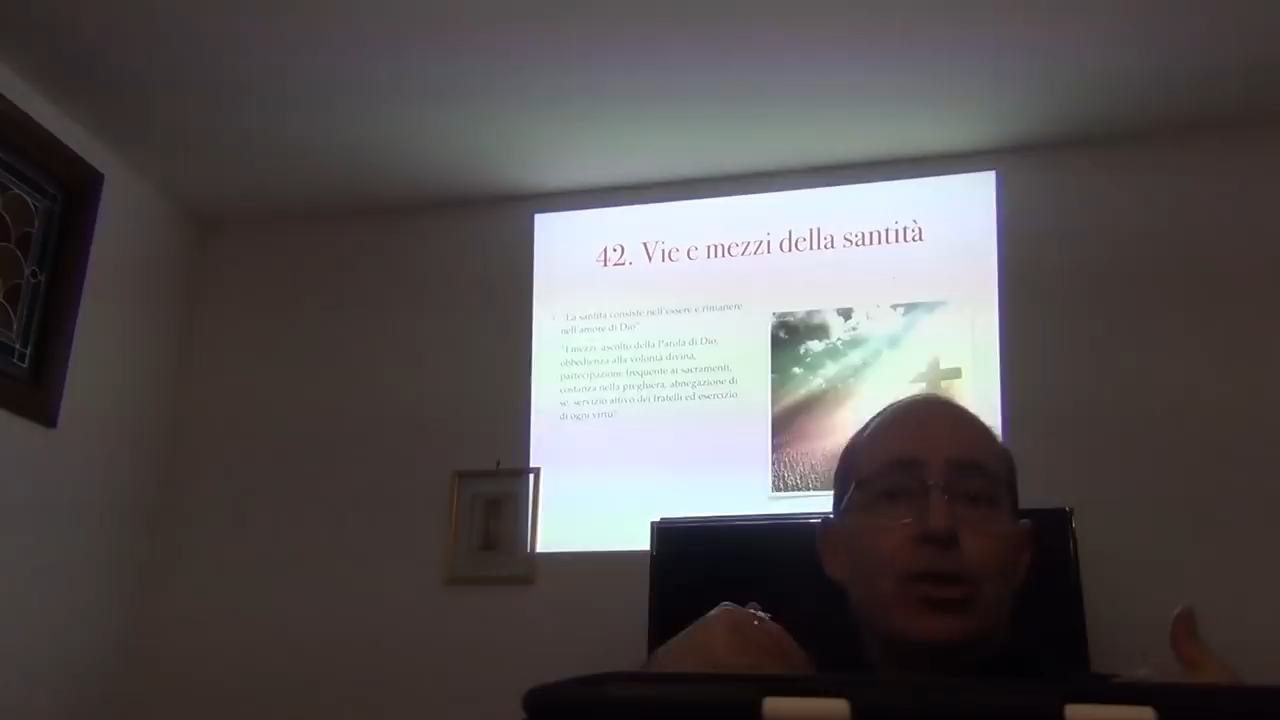 42. Vie e mezzi della santità
"La santità consiste nell'essere e rimanere
nell'amore di Dio"
"I mezzi: ascolto della Parola di Dio,
obbedienza alla volontà divina,
partecipazione frequente ai sacramenti,
costanza nella preghiera, abnegazione di
sé, servizio attivo dei fratelli ed esercizio
di ogni virtù"